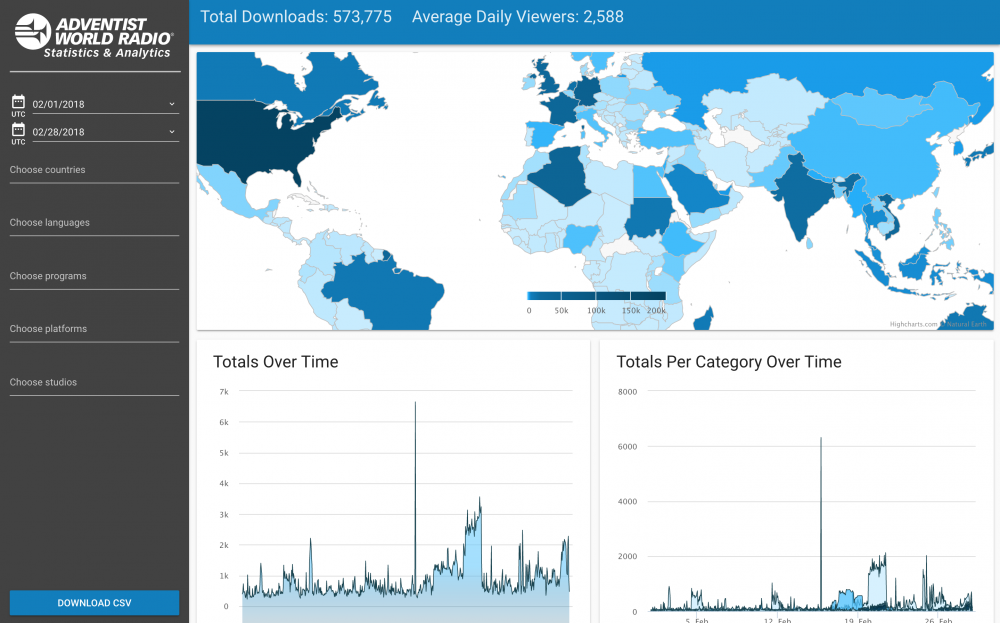 ADVENTIST
WORLD RADIO®
Statistics & Analytics
Total Downloads: 573,775 Average Daily Viewers: 2,588
UTC 02/01/2018
UTC 02/28/2018
Choose countries
Choose languages
Choose programs
Choose platforms
Choose studios
DOWNLOAD CSV
0 50k 100k 150k 200k
Highcharts.com © Natural Earth
Totals Over Time
7k
6k
5k
4k
3k
2k
1k
0
Totals Per Category Over Time
8000
6000
4000
2000
0
5. Feb 12. Feb 19. Feb 26. Feb